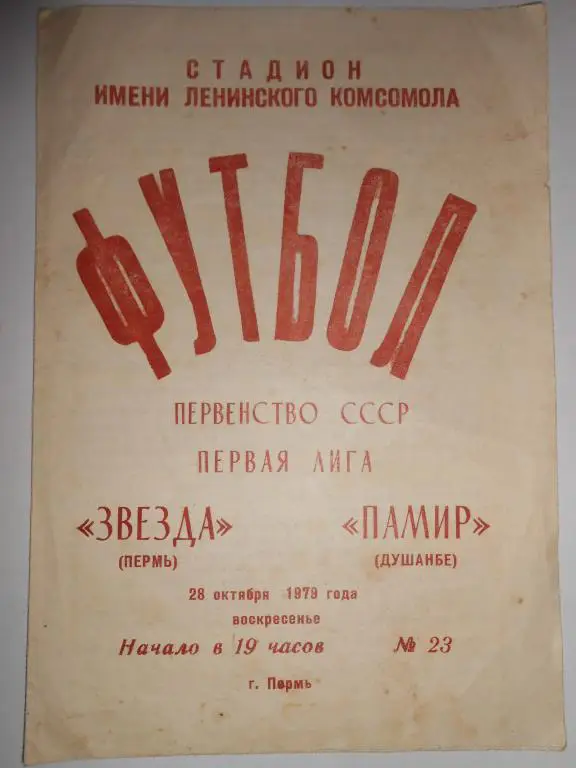 СТАДИОН
ИМЕНИ ЛЕНИНСКОГО КОМСОМОЛА
ФУТБОЛ
ПЕРВЕНСТВО СССР
ПЕРВАЯ ЛИГА
«ЗВЕЗДА» «ПАМИР»
(ПЕРМЬ) (ДУШАНБЕ)
28 октября 1979 года
воскресенье
Начало в 19 часов № 23
г. Пермь